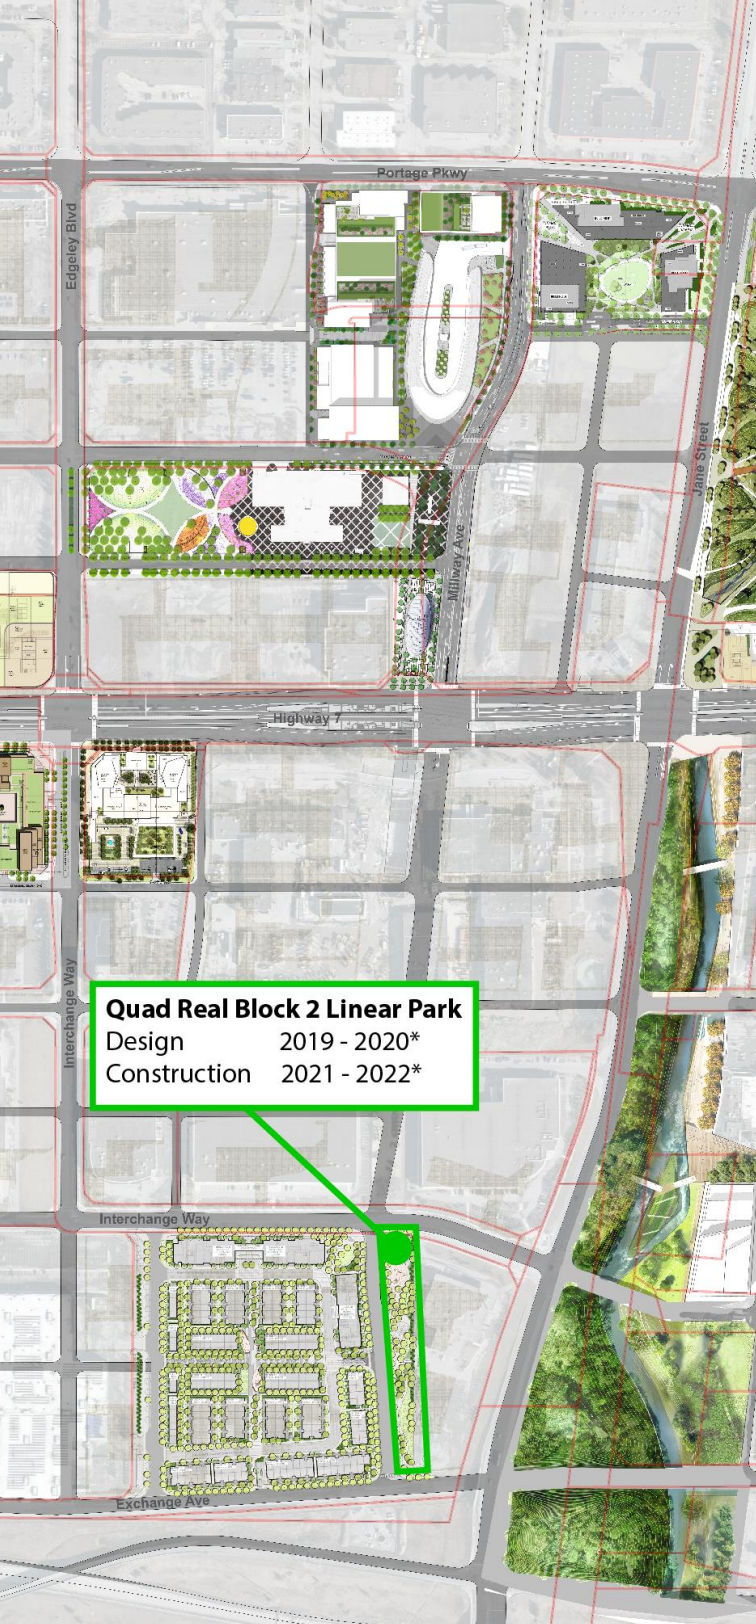 Portage Pkwy
Edgeley Blvd
Jane Street
Millway Ave
Highway 7
Quad Real Block 2 Linear Park
Design 2019 - 2020*
Construction 2021 - 2022*
Interchange Way
Interchange Way
Exchange Ave